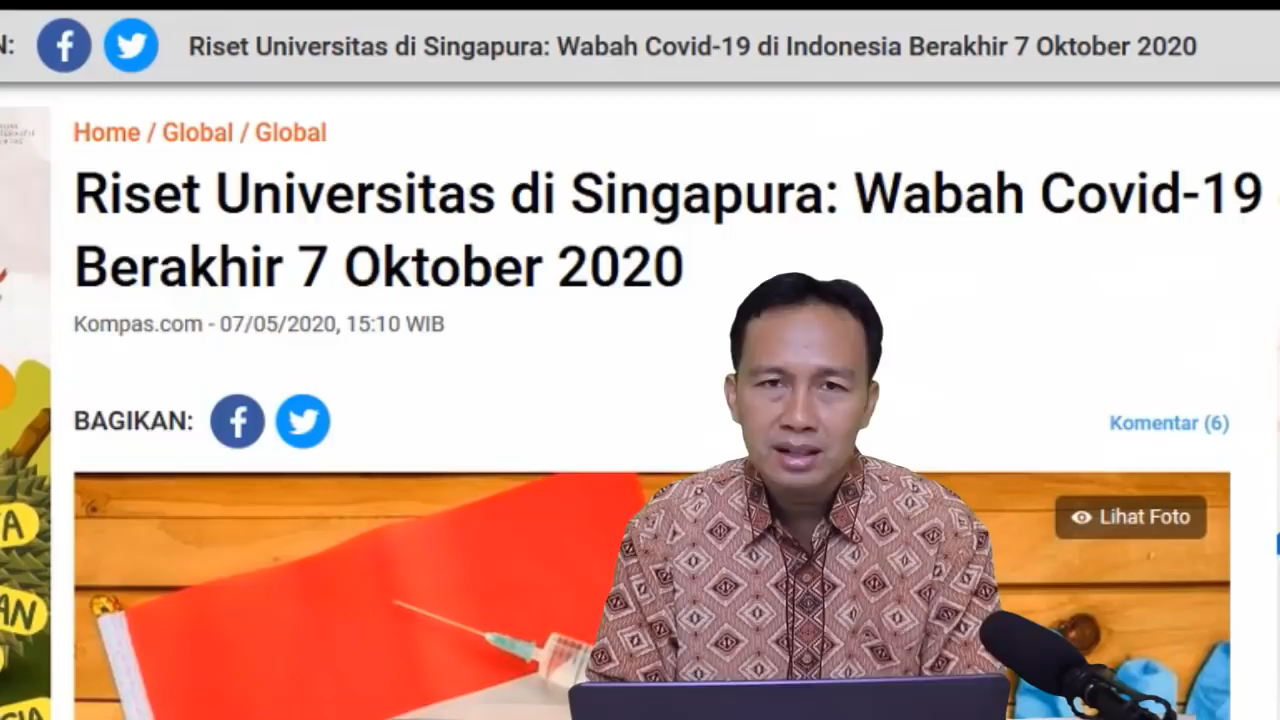 N:
Riset Universitas di Singapura: Wabah Covid-19 di Indonesia Berakhir 7 Oktober 2020
Home / Global / Global
Riset Universitas di Singapura: Wabah Covid-19
Berakhir 7 Oktober 2020
Kompas.com - 07/05/2020, 15:10 WIB
BAGIKAN:
Komentar (6)
Lihat Foto